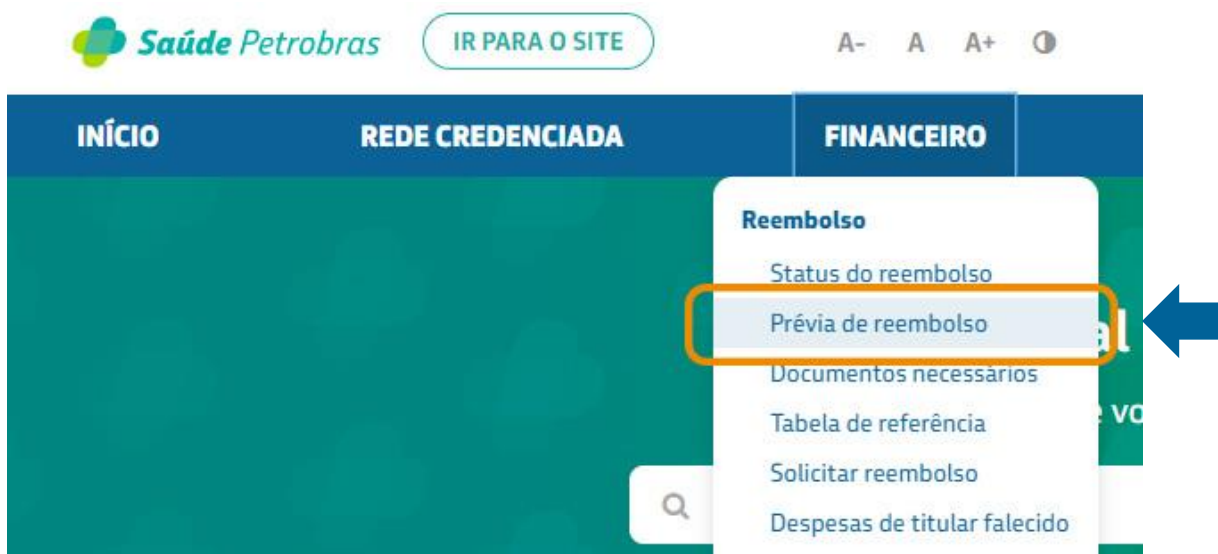 Saúde Petrobras
IR PARA O SITE
A- A A+
INÍCIO REDE CREDENCIADA FINANCEIRO
Reembolso
Status do reembolso
Prévia de reembolso
Documentos necessários
Tabela de referência
Solicitar reembolso
Despesas de titular falecido